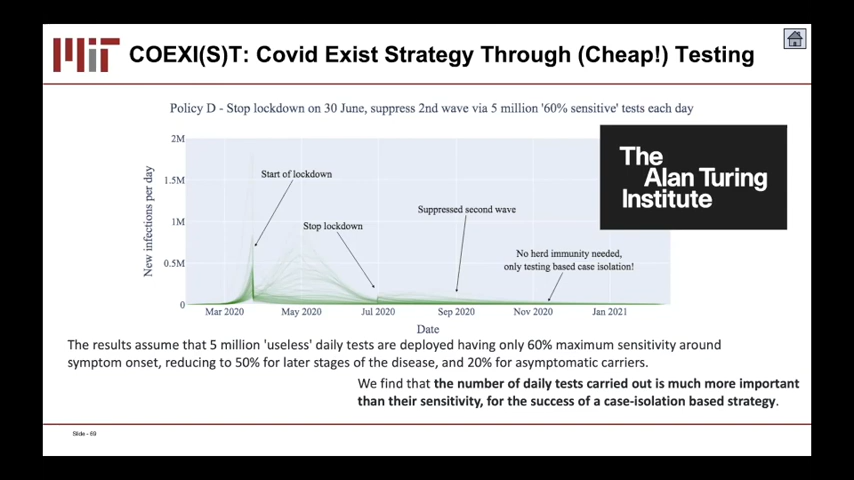 MiT
COEXI(S)T: Covid Exist Strategy Through (Cheap!) Testing
Policy D - Stop lockdown on 30 June, suppress 2nd wave via 5 million '60% sensitive' tests each day
The
Alan Turing
Institute
2M
1.5M
1M
0.5M
0
New infections per day
Start of lockdown
Stop lockdown
Suppressed second wave
No herd immunity needed,
only testing based case isolation!
Mar 2020
May 2020
Jul 2020
Sep 2020
Nov 2020
Jan 2021
Date
The results assume that 5 million 'useless' daily tests are deployed having only 60% maximum sensitivity around
symptom onset, reducing to 50% for later stages of the disease, and 20% for asymptomatic carriers.
We find that the number of daily tests carried out is much more important
than their sensitivity, for the success of a case-isolation based strategy.
Slide - 69